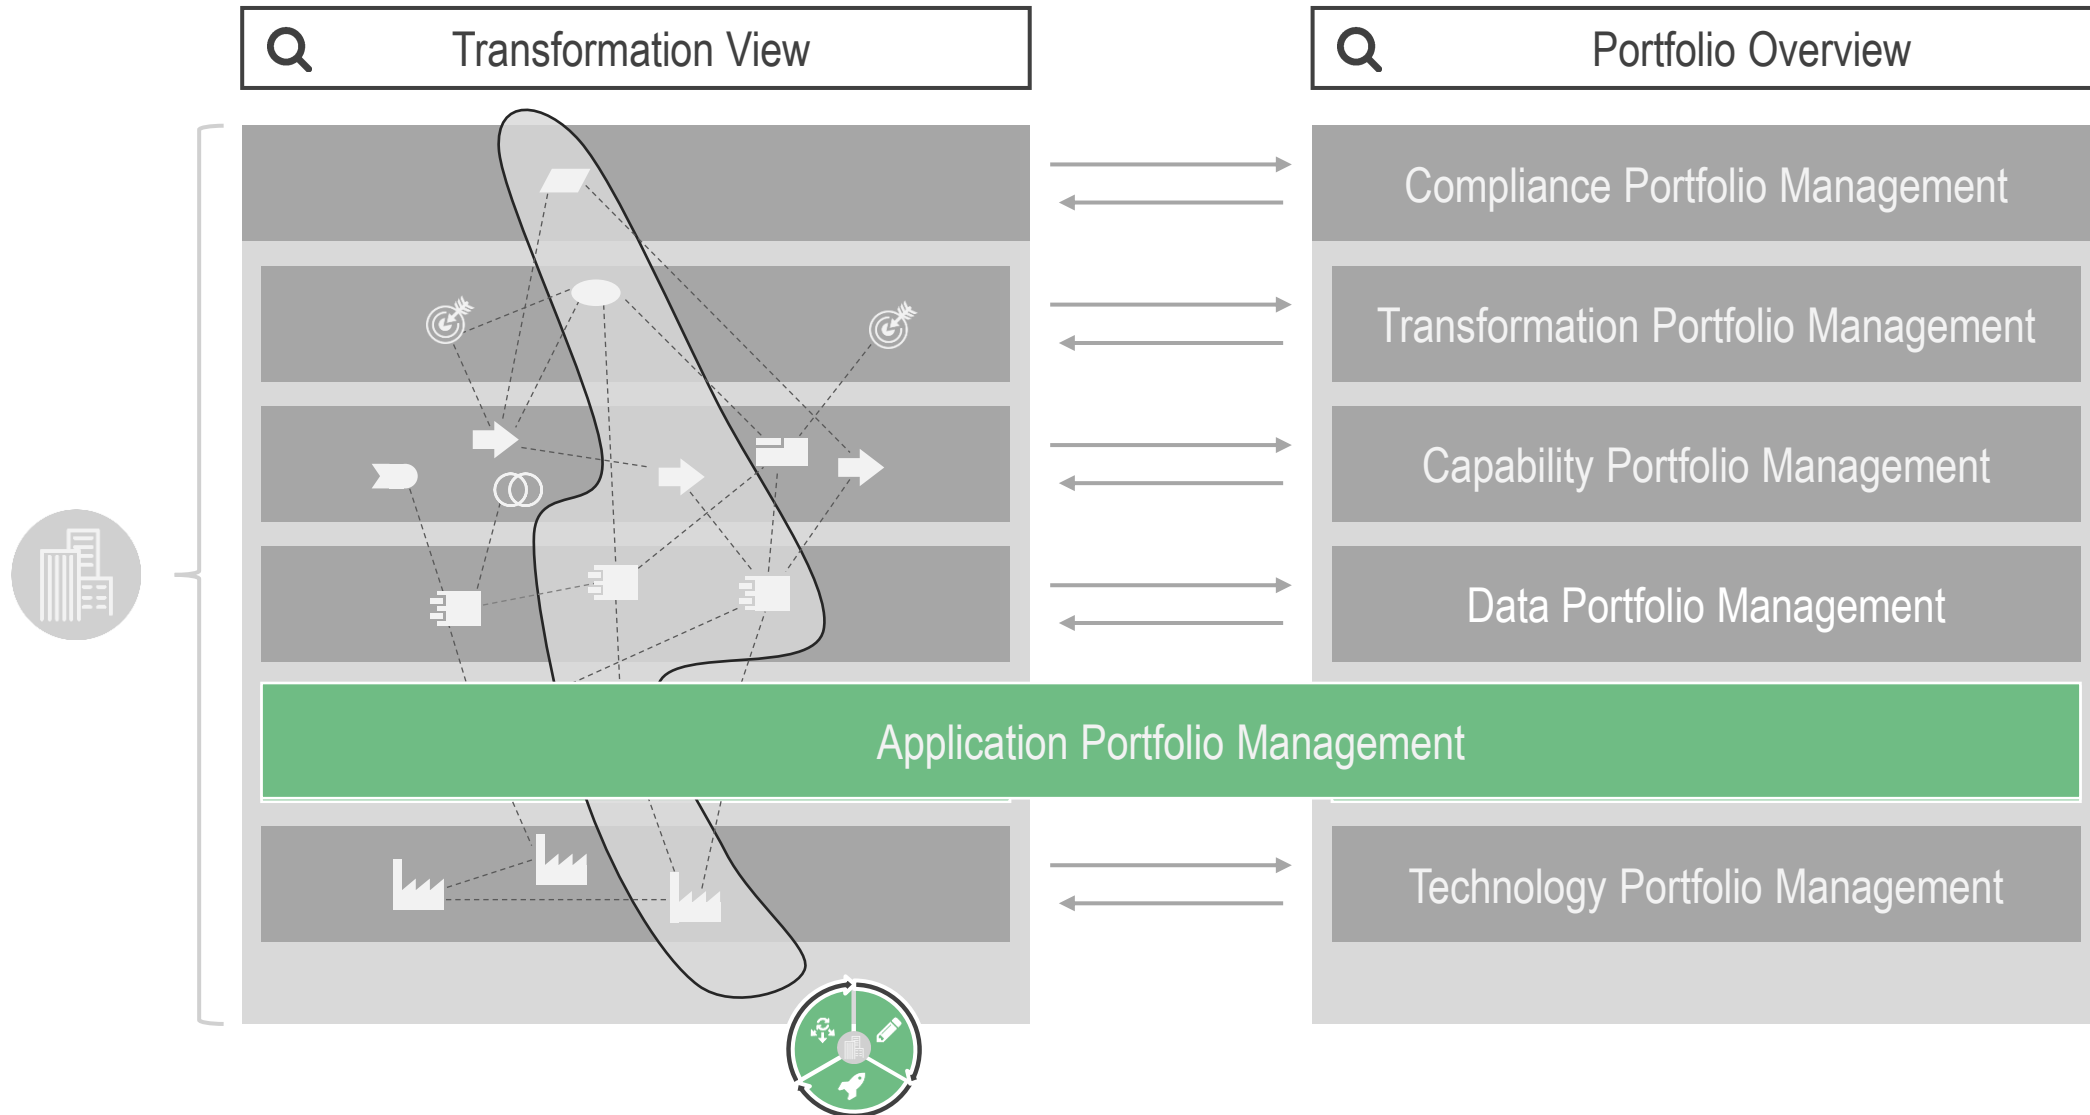 Transformation View
Portfolio Overview
Compliance Portfolio Management
Transformation Portfolio Management
Capability Portfolio Management
Data Portfolio Management
Application Portfolio Management
Technology Portfolio Management